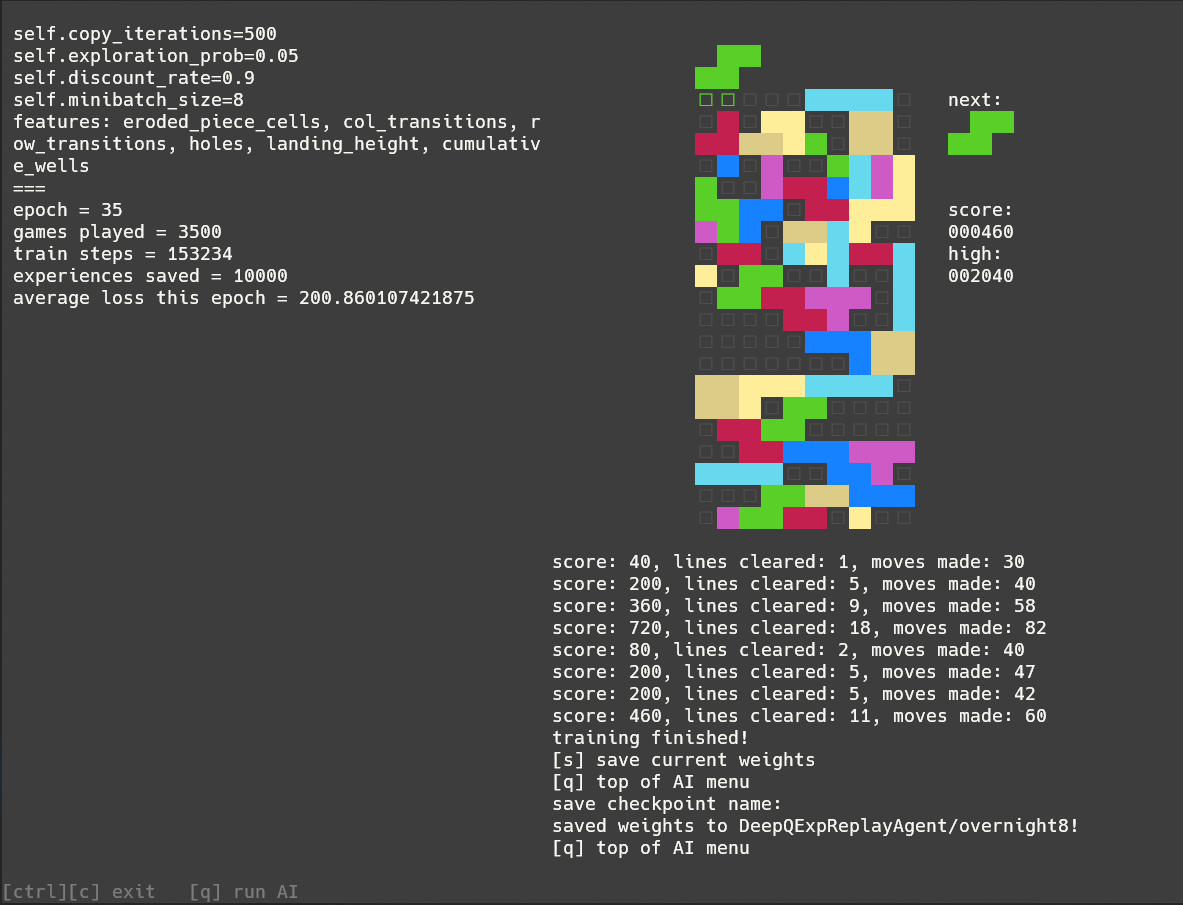 self.copy_iterations=500
self.exploration_prob=0.05
self.discount_rate=0.9
self.minibatch_size=8
features: eroded_piece_cells, col_transitions, r
ow_transitions, holes, landing_height, cumulativ
e_wells
===
epoch = 35
games played = 3500
train steps = 153234
experiences saved = 10000
average loss this epoch = 200.860107421875
next:
score:
000460
high:
002040
score: 40, lines cleared: 1, moves made: 30
score: 200, lines cleared: 5, moves made: 40
score: 360, lines cleared: 9, moves made: 58
score: 720, lines cleared: 18, moves made: 82
score: 80, lines cleared: 2, moves made: 40
score: 200, lines cleared: 5, moves made: 47
score: 200, lines cleared: 5, moves made: 42
score: 460, lines cleared: 11, moves made: 60
training finished!
[s] save current weights
[q] top of AI menu
save checkpoint name:
saved weights to DeepQExpReplayAgent/overnight8!
[q] top of AI menu
[ctrl][c] exit   [q] run AI